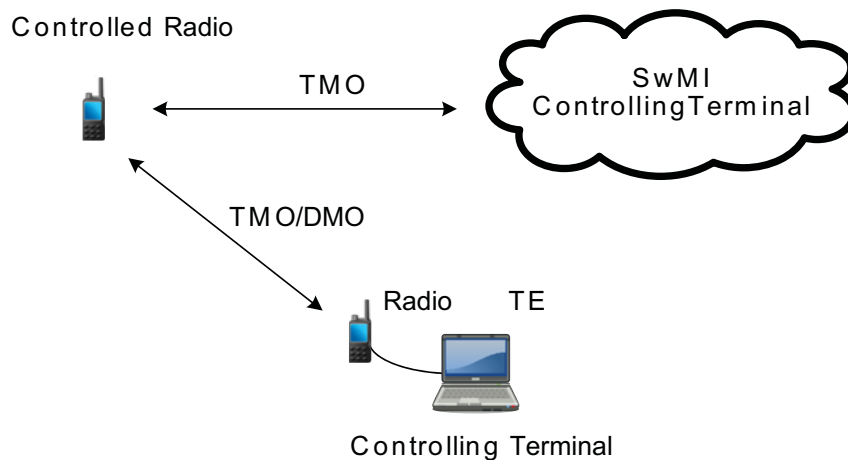 Controlled Radio
TMO
SwMI
ControllingTerminal
TMO/DMO
Radio TE
Controlling Terminal